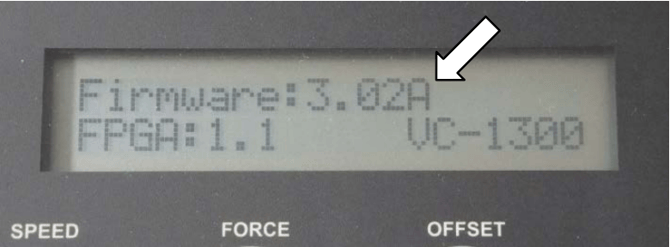 Firmware:3.02A
FPGA:1.1 VC-1300
SPEED FORCE OFFSET